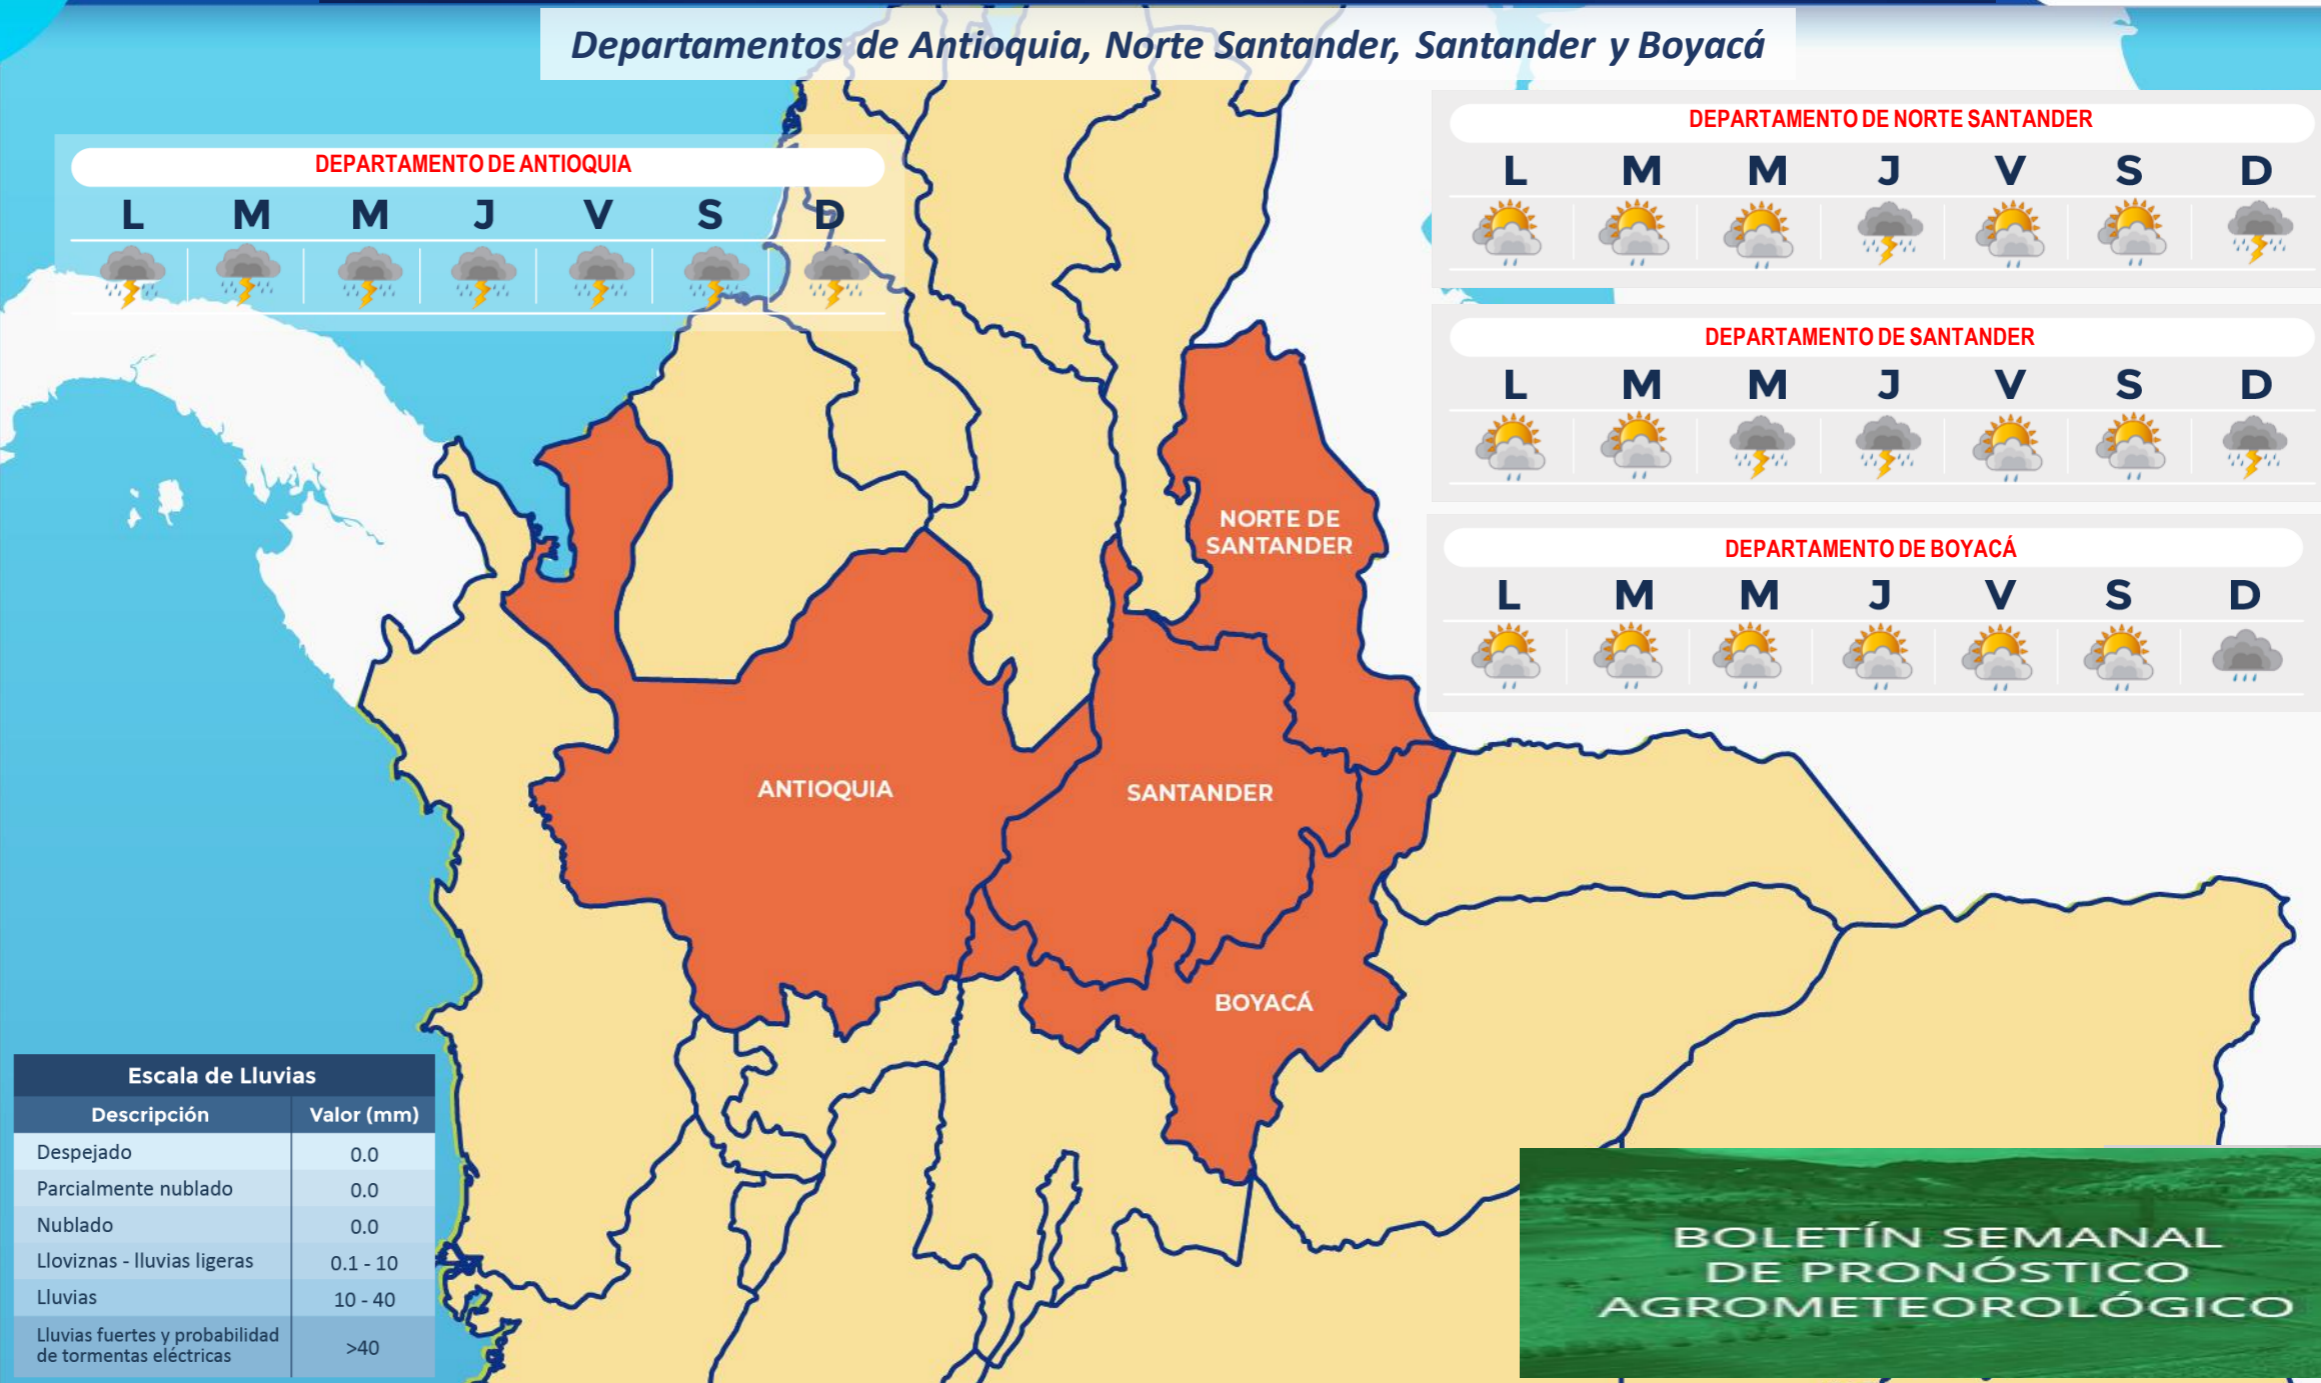 Departamentos de Antioquia, Norte Santander, Santander y Boyacá
DEPARTAMENTO DE ANTIOQUIA
L M M J V S D
DEPARTAMENTO DE NORTE SANTANDER
L M M J V S D
DEPARTAMENTO DE SANTANDER
L M M J V S D
DEPARTAMENTO DE BOYACÁ
L M M J V S D
NORTE DE
SANTANDER
ANTIOQUIA
SANTANDER
BOYACÁ
Escala de Lluvias
Descripción Valor (mm)
Despejado 0.0
Parcialmente nublado 0.0
Nublado 0.0
Lloviznas - lluvias ligeras 0.1 - 10
Lluvias 10 - 40
Lluvias fuertes y probabilidad
de tormentas eléctricas >40
BOLETÍN SEMANAL
DE PRONÓSTICO
AGROMETEOROLÓGICO